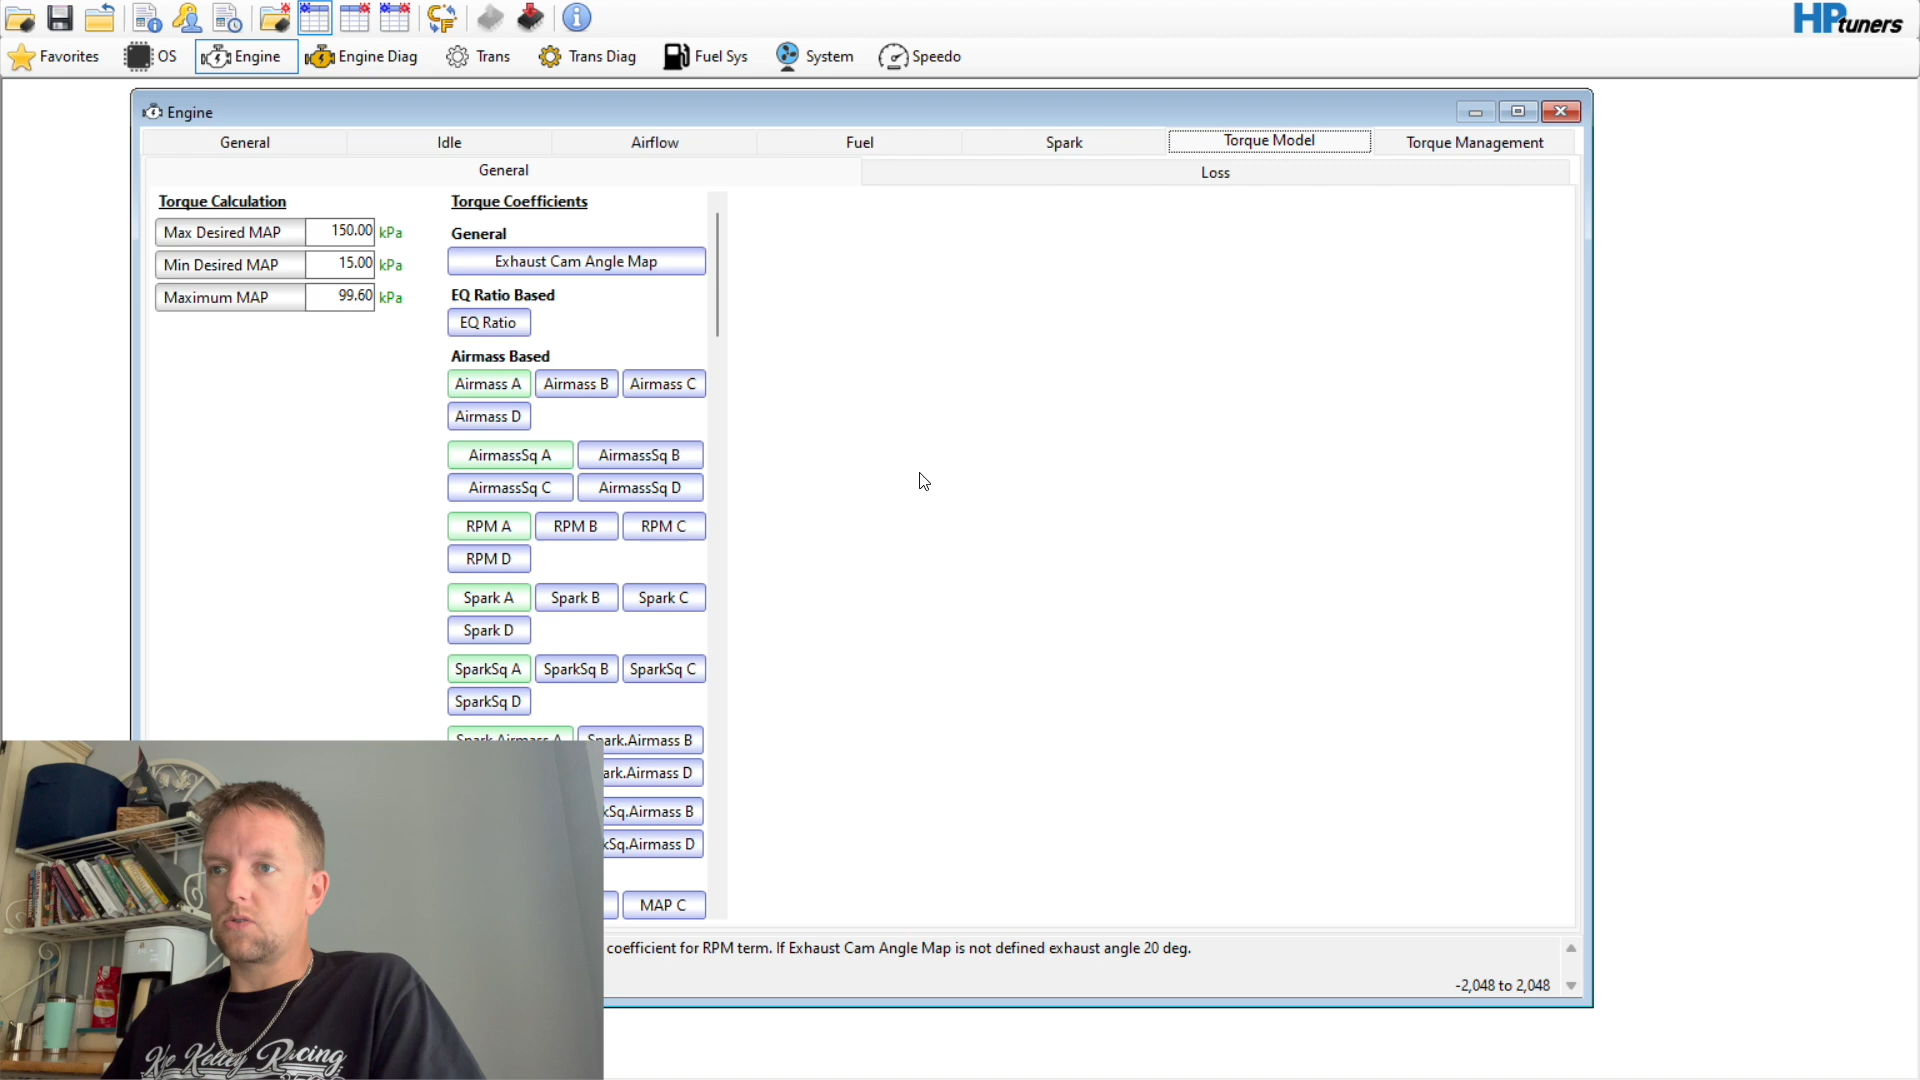 HPtuners
Favorites OS Engine Engine Diag Trans Trans Diag Fuel Sys System Speedo
Engine
General Idle Airflow Fuel Spark Torque Model Torque Management
General Loss
Torque Calculation
Max Desired MAP 150.00 kPa
Min Desired MAP 15.00 kPa
Maximum MAP 99.60 kPa
Torque Coefficients
General
Exhaust Cam Angle Map
EQ Ratio Based
EQ Ratio
Airmass Based
Airmass A Airmass B Airmass C
Airmass D
AirmassSq A AirmassSq B
AirmassSq C AirmassSq D
RPM A RPM B RPM C
RPM D
Spark A Spark B Spark C
Spark D
SparkSq A SparkSq B SparkSq C
SparkSq D
Spark.Airmass A Spark.Airmass B
ark.Airmass D
kSq.Airmass B
kSq.Airmass D
MAP C
coefficient for RPM term. If Exhaust Cam Angle Map is not defined exhaust angle 20 deg.
-2,048 to 2,048
Kelley Racing